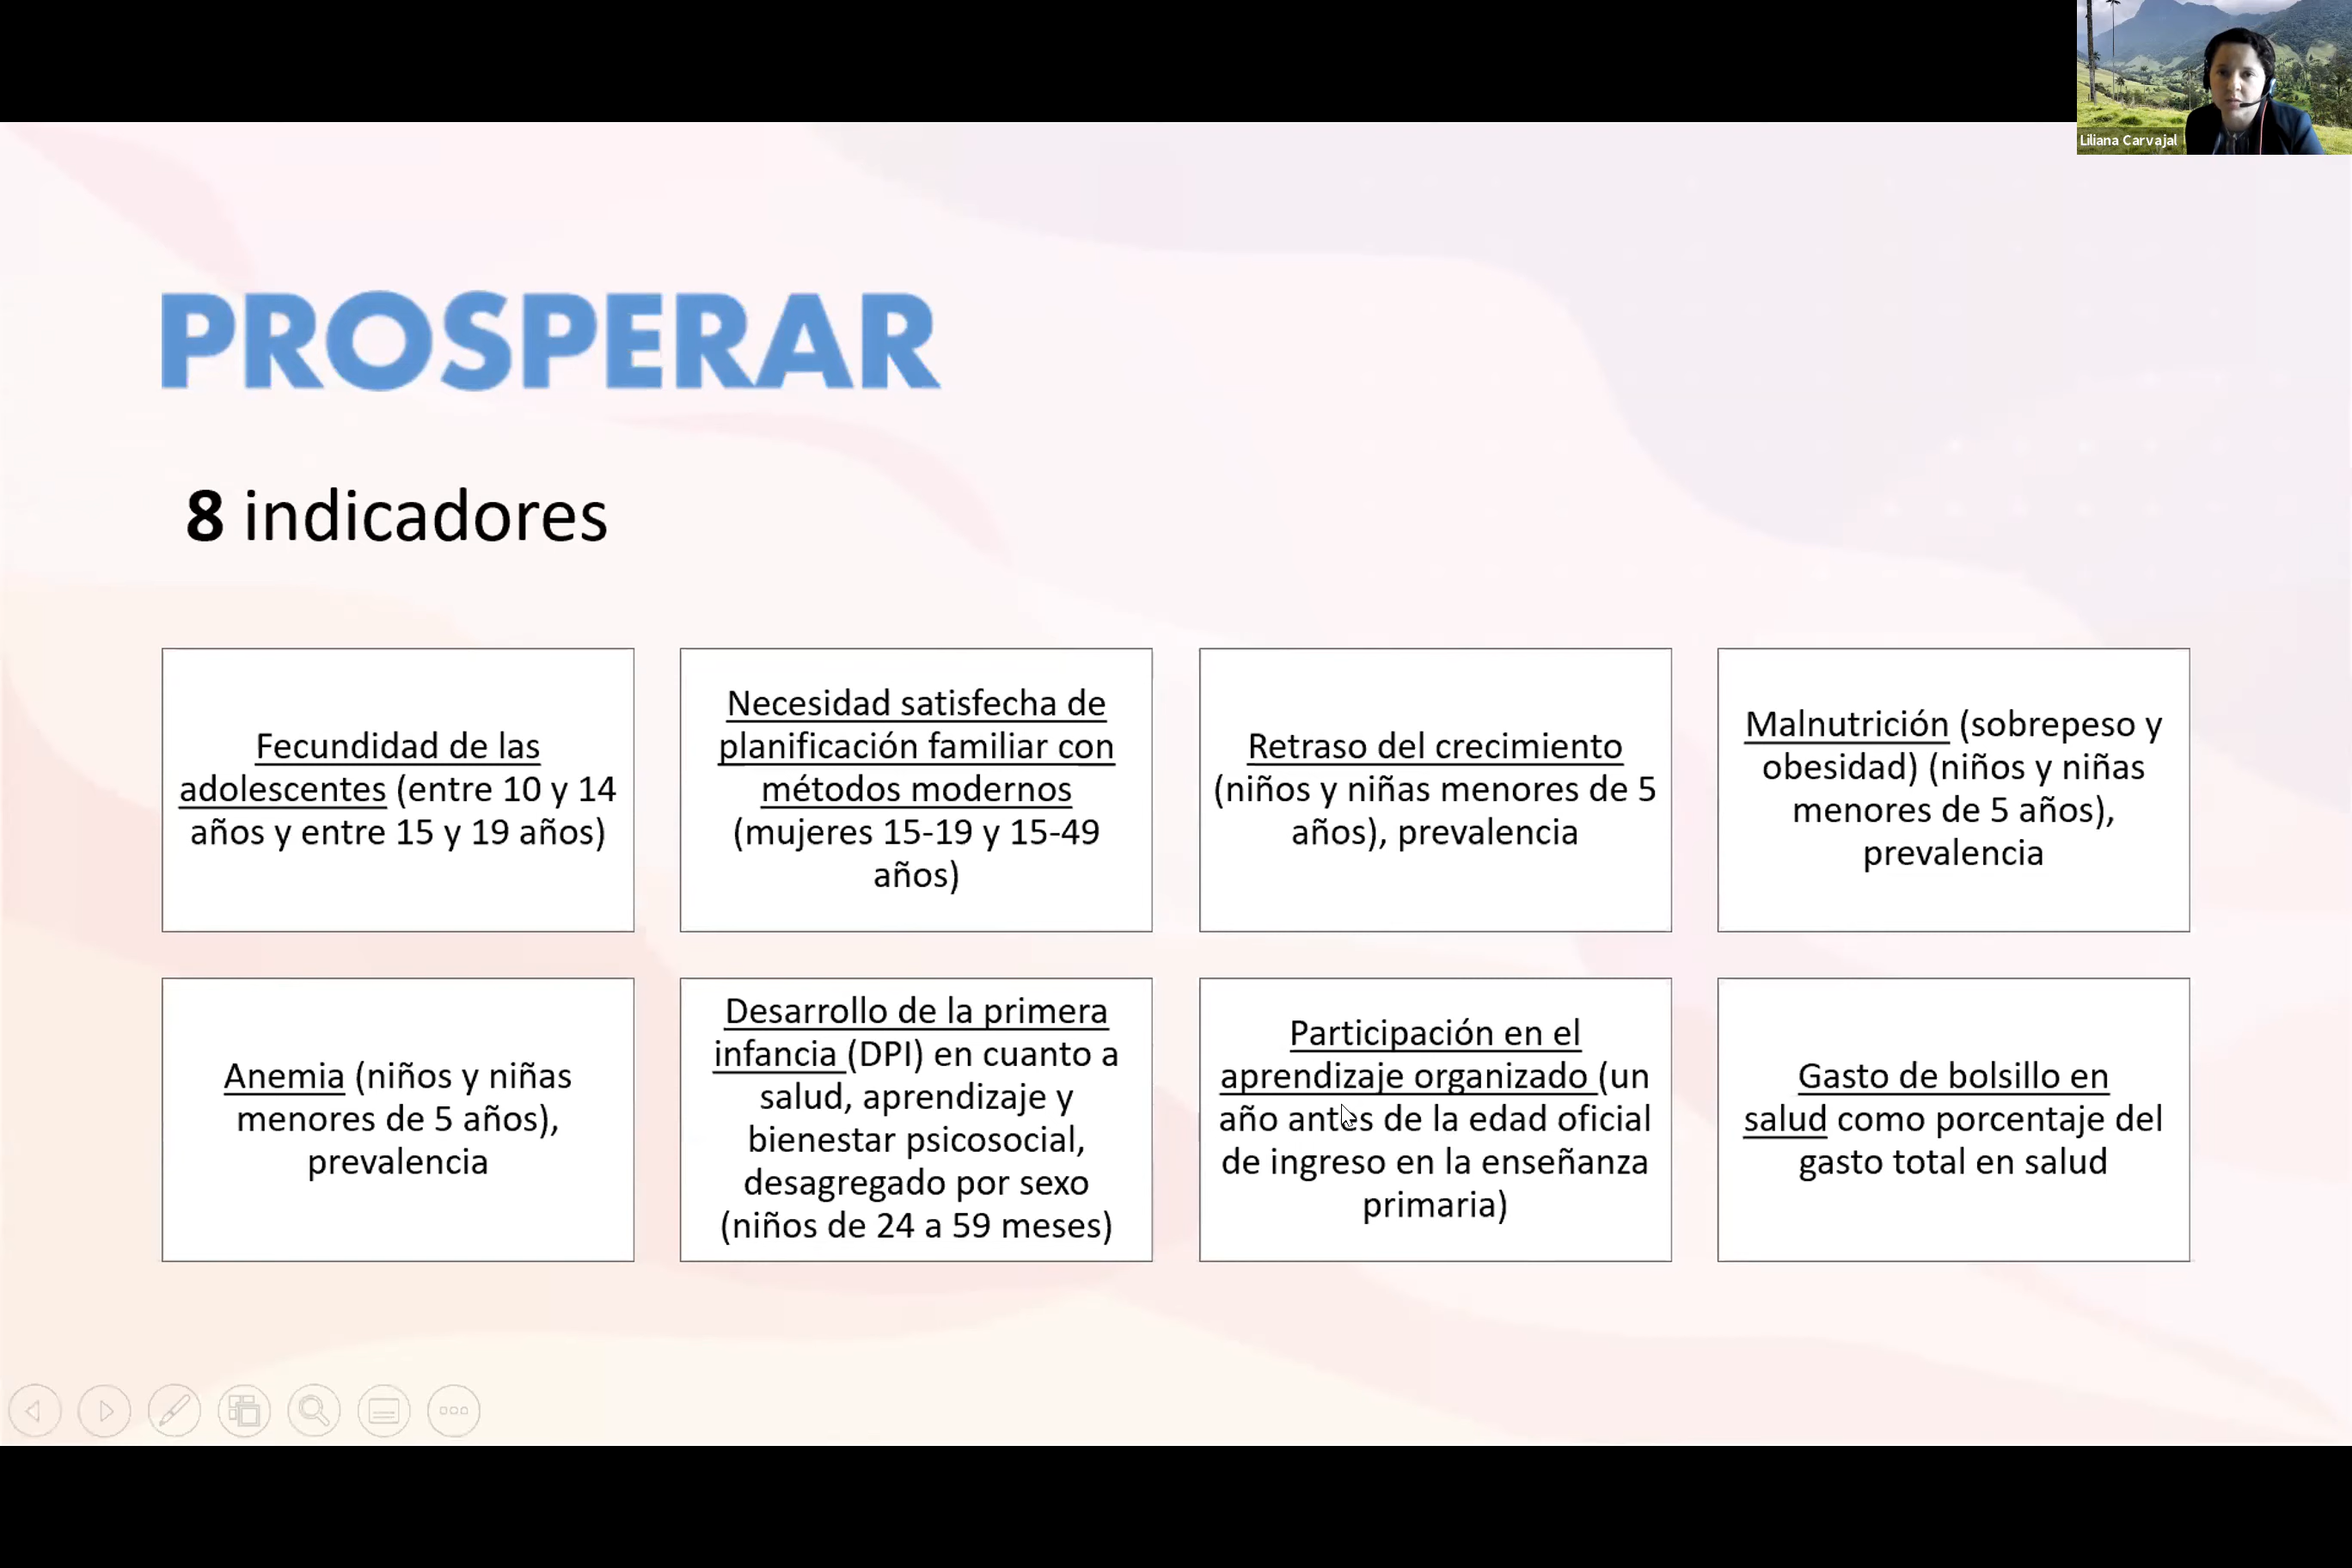 Liliana Carvajal
PROSPERAR
8 indicadores
Fecundidad de las
adolescentes (entre 10 y 14
años y entre 15 y 19 años)
Necesidad satisfecha de
planificación familiar con
métodos modernos
(mujeres 15-19 y 15-49
años)
Retraso del crecimiento
(niños y niñas menores de 5
años), prevalencia
Malnutrición (sobrepeso y
obesidad) (niños y niñas
menores de 5 años),
prevalencia
Anemia (niños y niñas
menores de 5 años),
prevalencia
Desarrollo de la primera
infancia (DPI) en cuanto a
salud, aprendizaje y
bienestar psicosocial,
desagregado por sexo
(niños de 24 a 59 meses)
Participación en el
aprendizaje organizado (un
año antes de la edad oficial
de ingreso en la enseñanza
primaria)
Gasto de bolsillo en
salud como porcentaje del
gasto total en salud